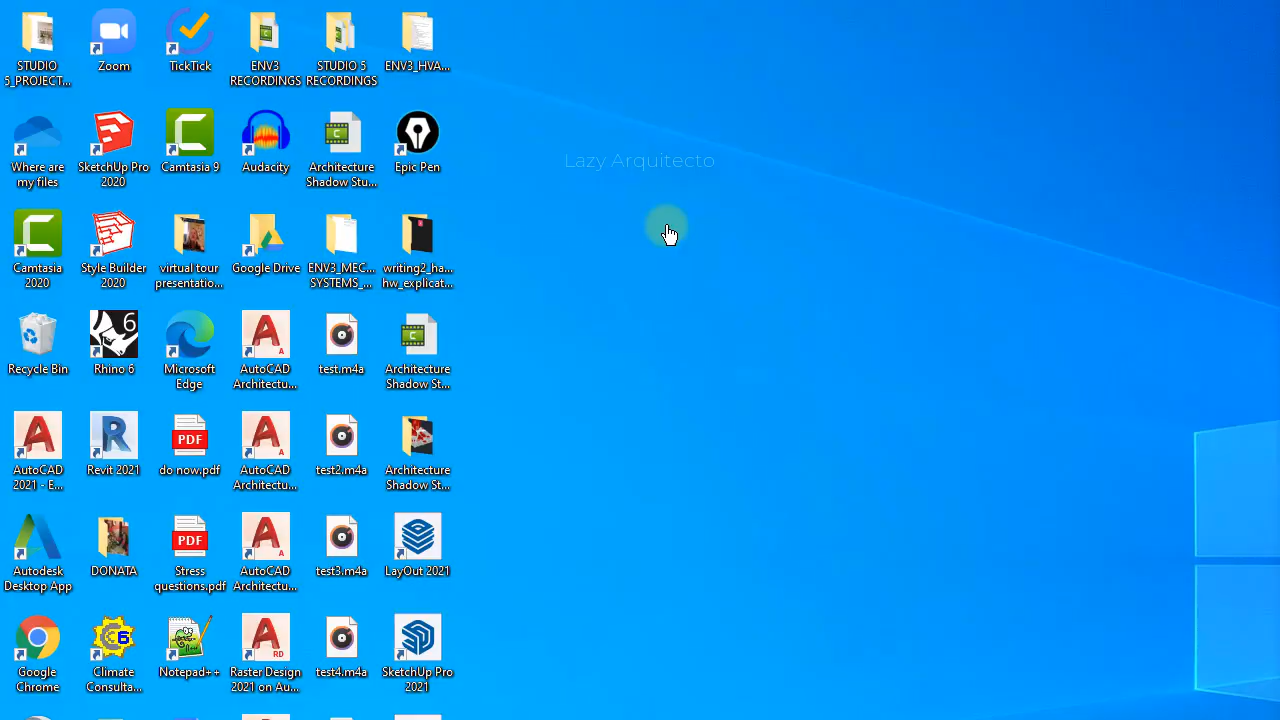 STUDIO
5_PROJECT...
Zoom
TickTick
ENV3
RECORDINGS
STUDIO 5
RECORDINGS
ENV3_HVA...
Where are
my files
SketchUp Pro
2020
Camtasia 9
Audacity
Architecture
Shadow Stu...
Epic Pen
Lazy Arquitecto
Camtasia
2020
Style Builder
2020
virtual tour
presentatio...
Google Drive
ENV3_MEC...
SYSTEMS_...
writing2_ha...
hw_explicat...
Recycle Bin
6
Rhino 6
Microsoft
Edge
A
AutoCAD
Architectu...
test.m4a
Architecture
Shadow St...
AutoCAD
2021 - E...
Revit 2021
PDF
do now.pdf
A
AutoCAD
Architectu...
test2.m4a
Architecture
Shadow St...
Autodesk
Desktop App
DONATA
PDF
Stress
questions.pdf
A
AutoCAD
Architectu...
test3.m4a
LayOut 2021
Google
Chrome
6
Climate
Consulta...
Notepad++
RD
Raster Design
2021 on Au...
test4.m4a
SketchUp Pro
2021